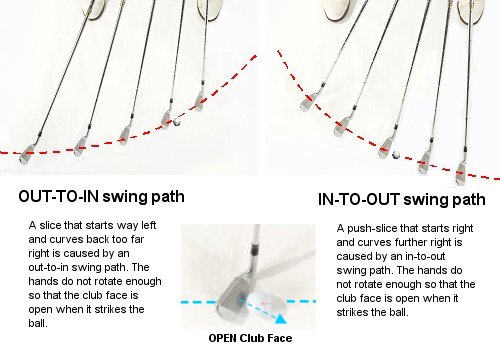 OUT-TO-IN swing path
IN-TO-OUT swing path
A slice that starts way left
and curves back too far
right is caused by an
out-to-in swing path. The
hands do not rotate enough
so that the club face is
open when it strikes the
ball.
A push-slice that starts right
and curves further right is
caused by an in-to-out
swing path. The hands do
not rotate enough so that the
club face is open when it
strikes the ball.
OPEN Club Face